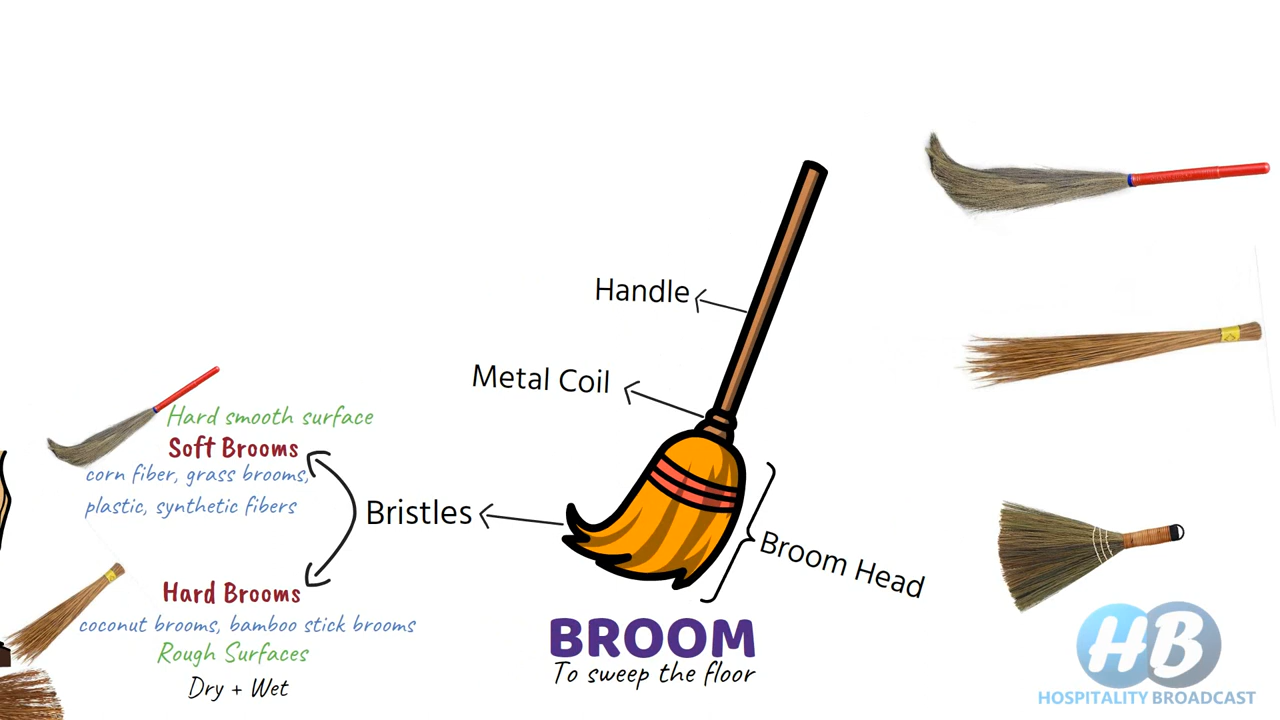 Handle
Metal Coil
Hard smooth surface
Soft Brooms
corn fiber, grass brooms,
plastic, synthetic fibers
Bristles
Broom Head
Hard Brooms
coconut brooms, bamboo stick brooms
Rough Surfaces
Dry + Wet
BROOM
To sweep the floor
HB
HOSPITALITY BROADCAST